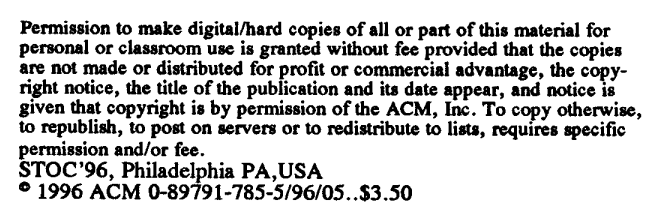 Permission to make digital/hard copies of all or part of this material for
personal or classroom use is granted without fee provided that the copies
are not made or distributed for profit or commercial advantage, the copy-
right notice, the title of the publication and its date appear, and notice is
given that copyright is by permission of the ACM, Inc. To copy otherwise,
to republish, to post on servers or to redistribute to lists, requires specific
permission and/or fee.
STOC'96, Philadelphia PA,USA
© 1996 ACM 0-89791-785-5/96/05..$3.50